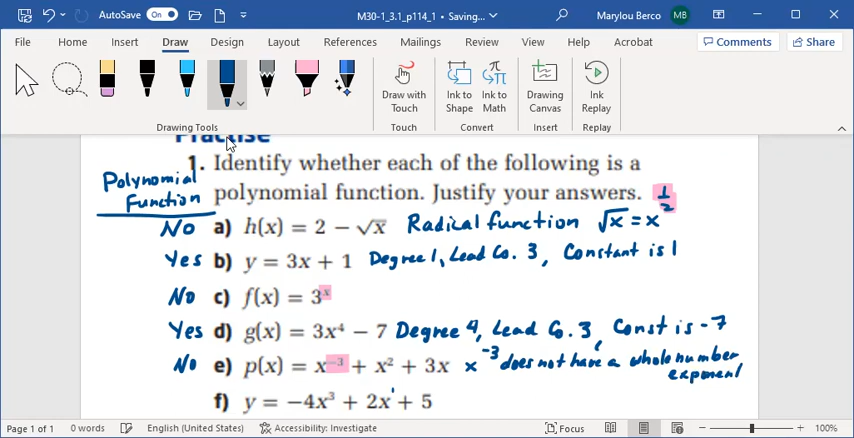 AutoSave On M30-1_3.1_p114_1 • Saving... Marylou Berco MB
File Home Insert Draw Design Layout References Mailings Review View Help Acrobat Comments Share
Draw with Touch Ink to Shape Ink to Math Drawing Canvas Ink Replay
Drawing Tools Touch Convert Insert Replay
Practise
1. Identify whether each of the following is a
polynomial function. Justify your answers.
Polynomial
Function
No a) h(x) = 2 − √x Radical function √x = x^1/2
Yes b) y = 3x + 1 Degree 1, Lead Co. 3, Constant is 1
No c) f(x) = 3^x
Yes d) g(x) = 3x⁴ − 7 Degree 4, Lead Co. 3, Const is -7
No e) p(x) = x⁻³ + x² + 3x x⁻³ does not have a whole number
exponent
f) y = −4x³ + 2x¹ + 5
Page 1 of 1 0 words English (United States) Accessibility: Investigate Focus 100%